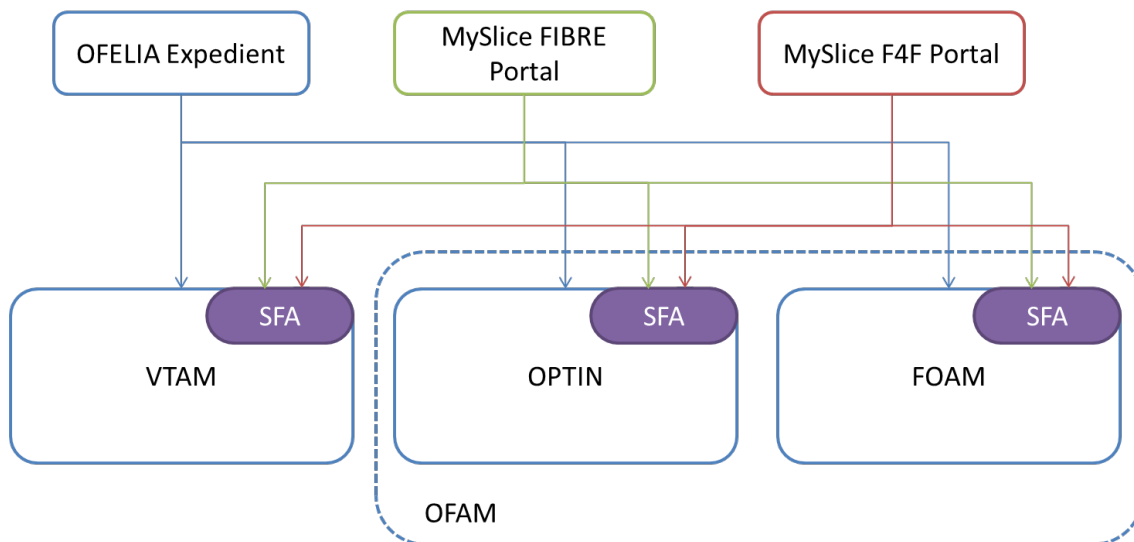 OFELIA Expedient
MySlice FIBRE
Portal
MySlice F4F Portal
SFA
SFA
SFA
VTAM
OPTIN
FOAM
OFAM